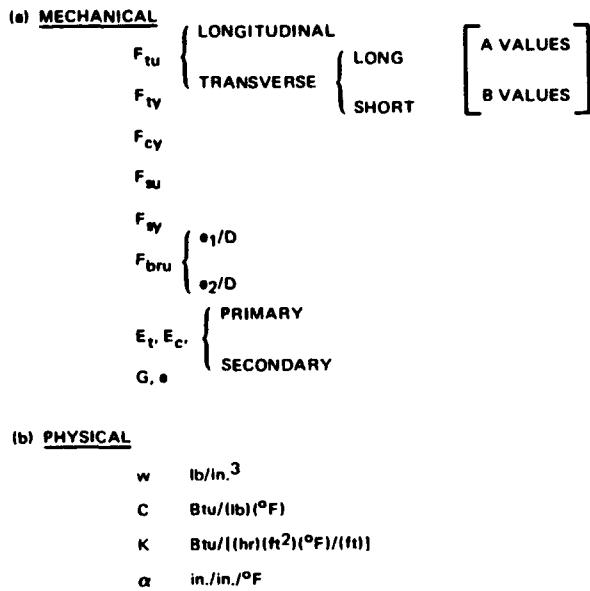 (a) MECHANICAL
LONGITUDINAL
Ftu
TRANSVERSE
LONG
SHORT
A VALUES
B VALUES
Fty
Fcy
Fsu
Fsy
e1/D
Fbru
e2/D
PRIMARY
Et, Ec,
SECONDARY
G, e
(b) PHYSICAL
w lb/in.3
C Btu/(lb)(°F)
K Btu/[(hr)(ft2)(°F)/(ft)]
α in./in./°F